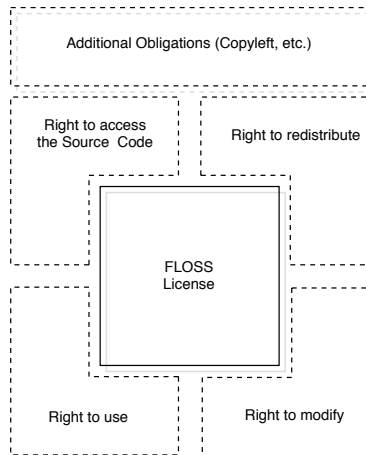 Additional Obligations (Copyleft, etc.)
Right to access
the Source Code
Right to redistribute
FLOSS
License
Right to use
Right to modify